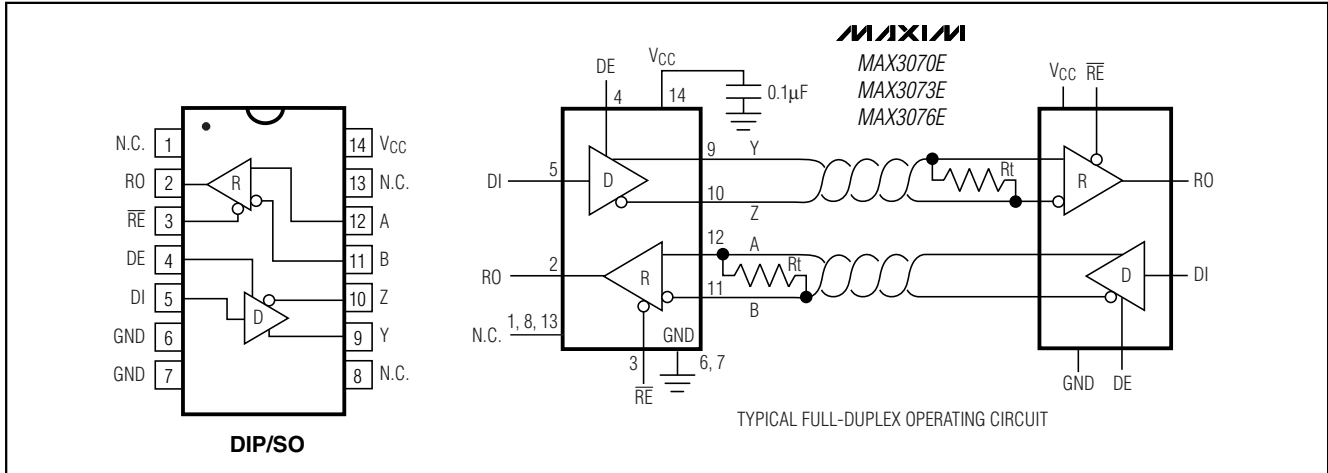 MAXIM
MAX3070E
MAX3073E
MAX3076E
N.C. 1
RO 2
R̅E̅ 3
DE 4
DI 5
GND 6
GND 7
14 VCC
13 N.C.
12 A
11 B
10 Z
9 Y
8 N.C.
R
D
DIP/SO
DE
4
VCC
14
0.1µF
DI 5
D
9 Y
10 Z
Rt
R
RO
VCC R̅E̅
RO 2
R
12 A
11 B
Rt
D
DI
N.C. 1, 8, 13
3
R̅E̅
GND
6, 7
GND DE
TYPICAL FULL-DUPLEX OPERATING CIRCUIT